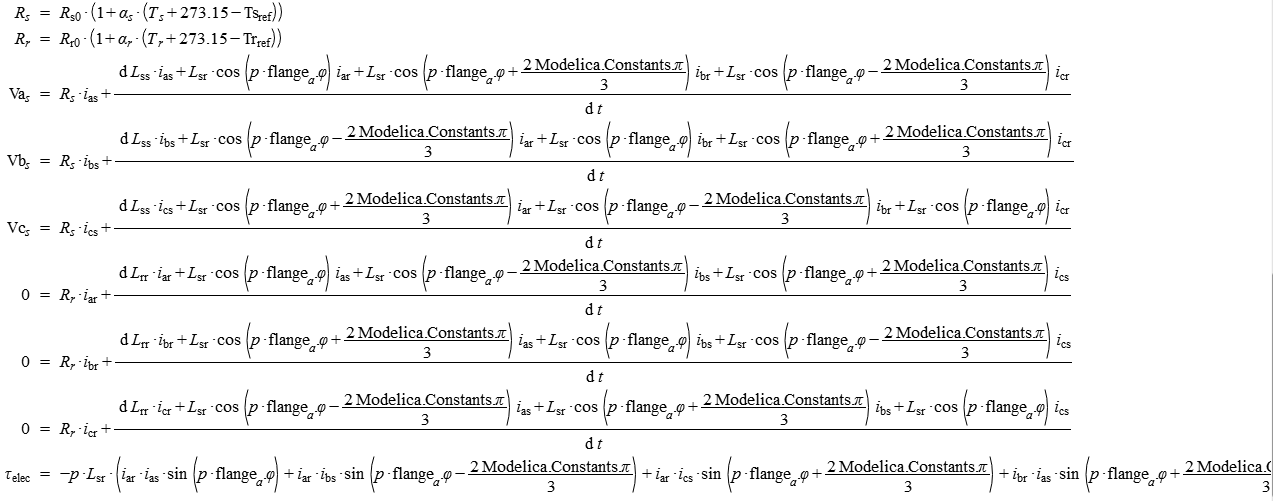 R_s = R_s0 · (1 + α_s · (T_s + 273.15 − Ts_ref))
R_r = R_r0 · (1 + α_r · (T_r + 273.15 − Tr_ref))
Va_s = R_s · i_as + (d L_ss · i_as + L_sr · cos (p · flange_a.φ) i_ar + L_sr · cos (p · flange_a.φ + (2 Modelica.Constants.π)/3) i_br + L_sr · cos (p · flange_a.φ − (2 Modelica.Constants.π)/3) i_cr)/(d t)
Vb_s = R_s · i_bs + (d L_ss · i_bs + L_sr · cos (p · flange_a.φ − (2 Modelica.Constants.π)/3) i_ar + L_sr · cos (p · flange_a.φ) i_br + L_sr · cos (p · flange_a.φ + (2 Modelica.Constants.π)/3) i_cr)/(d t)
Vc_s = R_s · i_cs + (d L_ss · i_cs + L_sr · cos (p · flange_a.φ + (2 Modelica.Constants.π)/3) i_ar + L_sr · cos (p · flange_a.φ − (2 Modelica.Constants.π)/3) i_br + L_sr · cos (p · flange_a.φ) i_cr)/(d t)
0 = R_r · i_ar + (d L_rr · i_ar + L_sr · cos (p · flange_a.φ) i_as + L_sr · cos (p · flange_a.φ − (2 Modelica.Constants.π)/3) i_bs + L_sr · cos (p · flange_a.φ + (2 Modelica.Constants.π)/3) i_cs)/(d t)
0 = R_r · i_br + (d L_rr · i_br + L_sr · cos (p · flange_a.φ + (2 Modelica.Constants.π)/3) i_as + L_sr · cos (p · flange_a.φ) i_bs + L_sr · cos (p · flange_a.φ − (2 Modelica.Constants.π)/3) i_cs)/(d t)
0 = R_r · i_cr + (d L_rr · i_cr + L_sr · cos (p · flange_a.φ − (2 Modelica.Constants.π)/3) i_as + L_sr · cos (p · flange_a.φ + (2 Modelica.Constants.π)/3) i_bs + L_sr · cos (p · flange_a.φ) i_cs)/(d t)
τ_elec = −p · L_sr · (i_ar · i_as · sin (p · flange_a.φ) + i_ar · i_bs · sin (p · flange_a.φ − (2 Modelica.Constants.π)/3) + i_ar · i_cs · sin (p · flange_a.φ + (2 Modelica.Constants.π)/3) + i_br · i_as · sin (p · flange_a.φ + 2 Modelica. 3